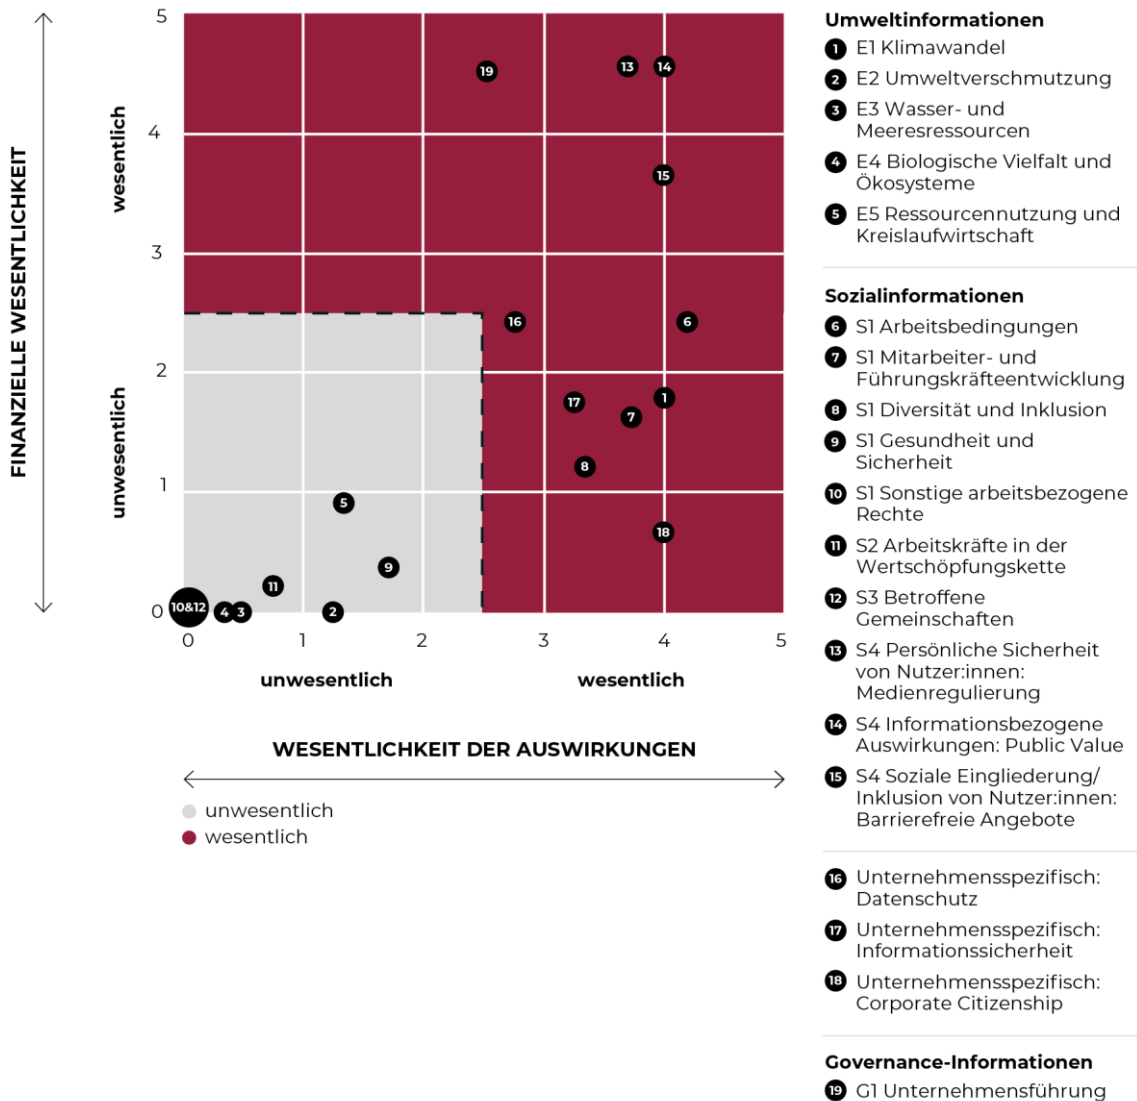 FINANZIELLE WESENTLICHKEIT
wesentlich
unwesentlich
5
4
3
2
1
0
19
13
14
15
16
6
17
7
1
8
18
5
9
11
10&12
4
3
2
0
1
2
3
4
5
unwesentlich
wesentlich
WESENTLICHKEIT DER AUSWIRKUNGEN
unwesentlich
wesentlich
Umweltinformationen
1 E1 Klimawandel
2 E2 Umweltverschmutzung
3 E3 Wasser- und
Meeresressourcen
4 E4 Biologische Vielfalt und
Ökosysteme
5 E5 Ressourcennutzung und
Kreislaufwirtschaft
Sozialinformationen
6 S1 Arbeitsbedingungen
7 S1 Mitarbeiter- und
Führungskräfteentwicklung
8 S1 Diversität und Inklusion
9 S1 Gesundheit und
Sicherheit
10 S1 Sonstige arbeitsbezogene
Rechte
11 S2 Arbeitskräfte in der
Wertschöpfungskette
12 S3 Betroffene
Gemeinschaften
13 S4 Persönliche Sicherheit
von Nutzer:innen:
Medienregulierung
14 S4 Informationsbezogene
Auswirkungen: Public Value
15 S4 Soziale Eingliederung/
Inklusion von Nutzer:innen:
Barrierefreie Angebote
16 Unternehmensspezifisch:
Datenschutz
17 Unternehmensspezifisch:
Informationssicherheit
18 Unternehmensspezifisch:
Corporate Citizenship
Governance-Informationen
19 G1 Unternehmensführung